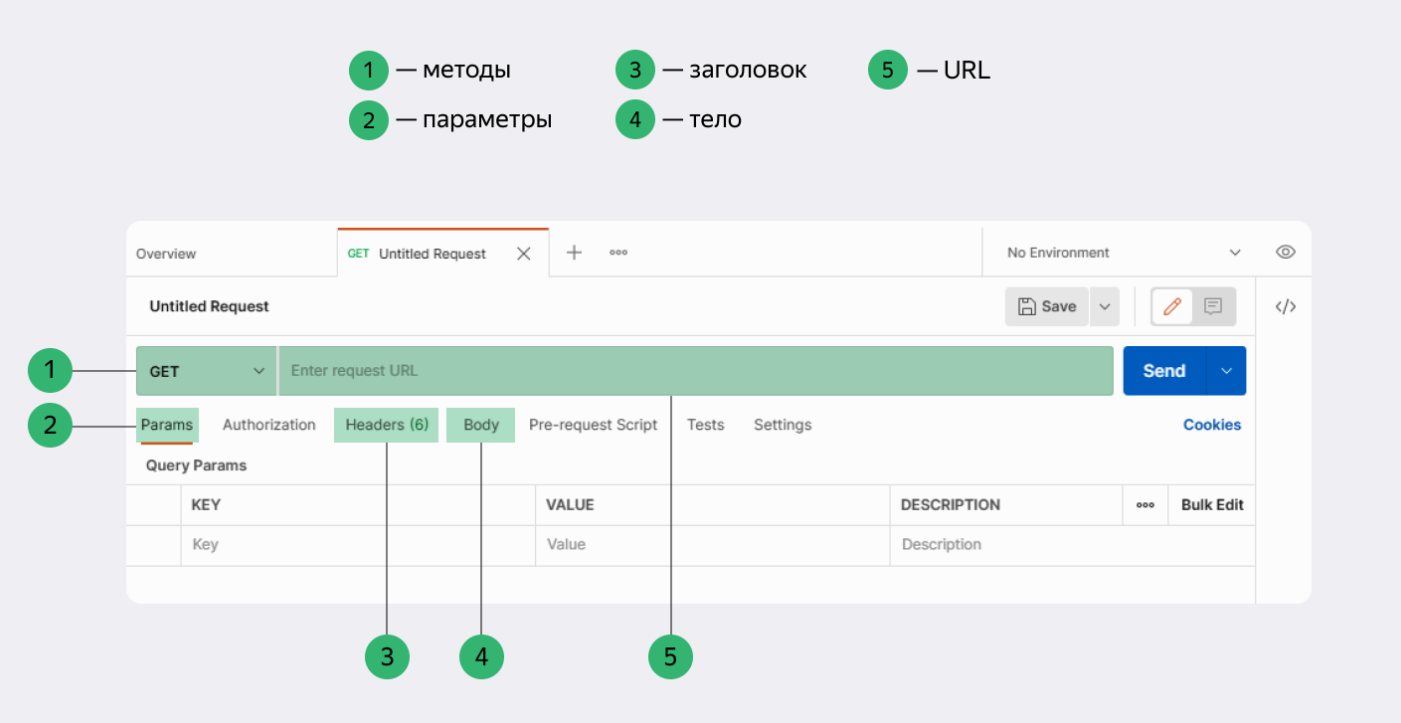 1 — методы 3 — заголовок 5 — URL
2 — параметры 4 — тело
Overview GET Untitled Request No Environment
Untitled Request Save
1 GET Enter request URL Send
2 Params Authorization Headers (6) Body Pre-request Script Tests Settings Cookies
Query Params
KEY VALUE DESCRIPTION Bulk Edit
Key Value Description
3 4 5